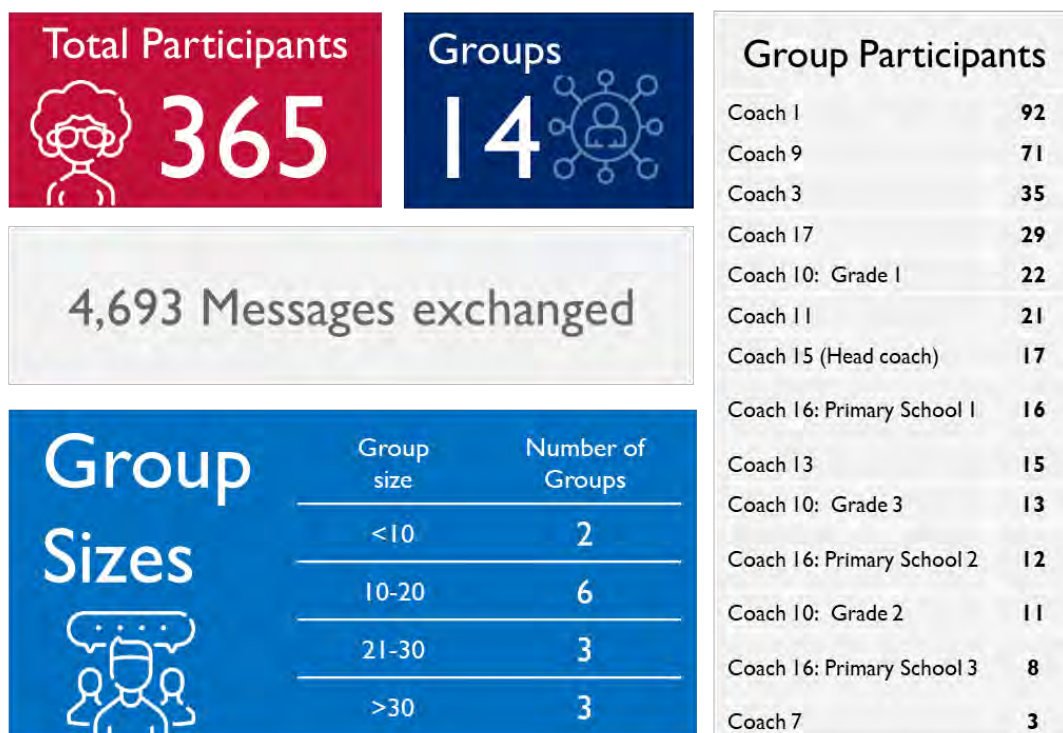 Total Participants
365
Groups
14
4,693 Messages exchanged
Group
Sizes
Group size Number of Groups
<10 2
10-20 6
21-30 3
>30 3
Group Participants
Coach 1 92
Coach 9 71
Coach 3 35
Coach 17 29
Coach 10: Grade 1 22
Coach 11 21
Coach 15 (Head coach) 17
Coach 16: Primary School 1 16
Coach 13 15
Coach 10: Grade 3 13
Coach 16: Primary School 2 12
Coach 10: Grade 2 11
Coach 16: Primary School 3 8
Coach 7 3